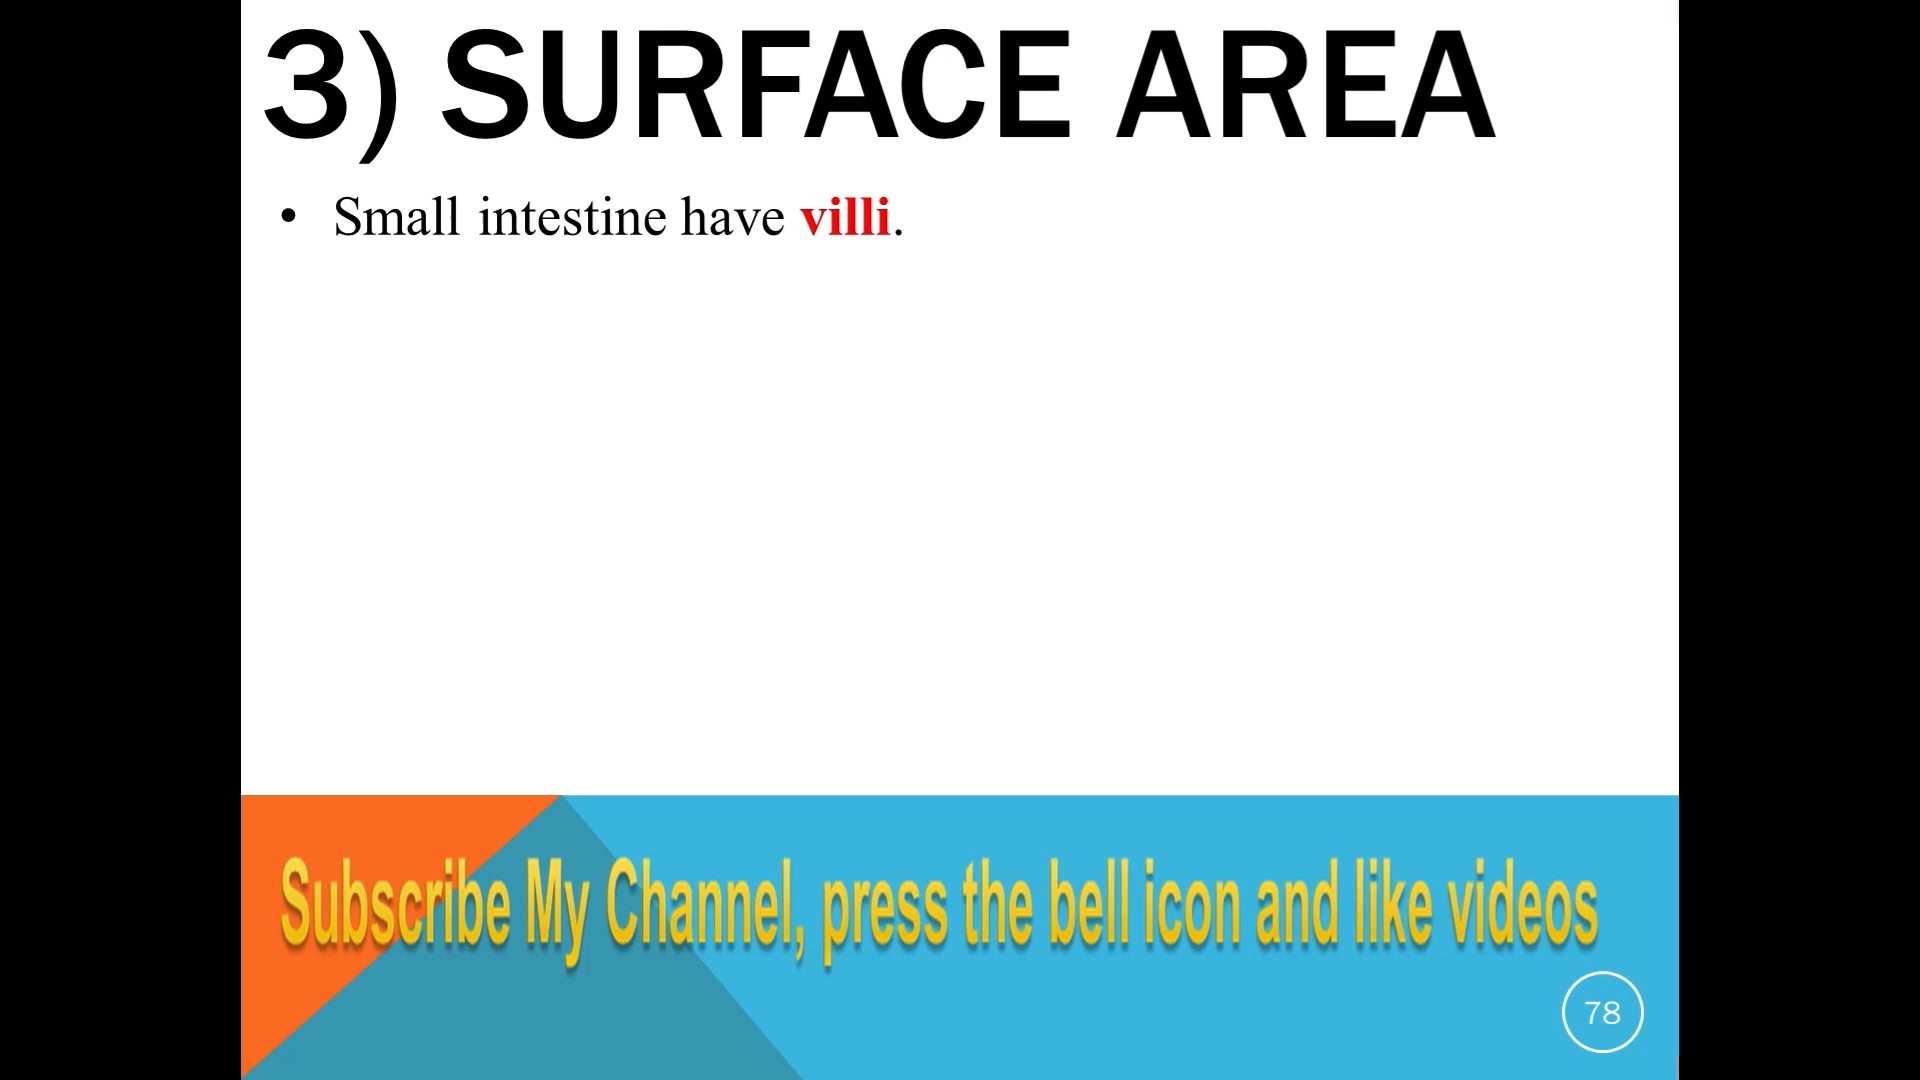 3) SURFACE AREA
• Small intestine have villi.
Subscribe My Channel, press the bell icon and like videos
78